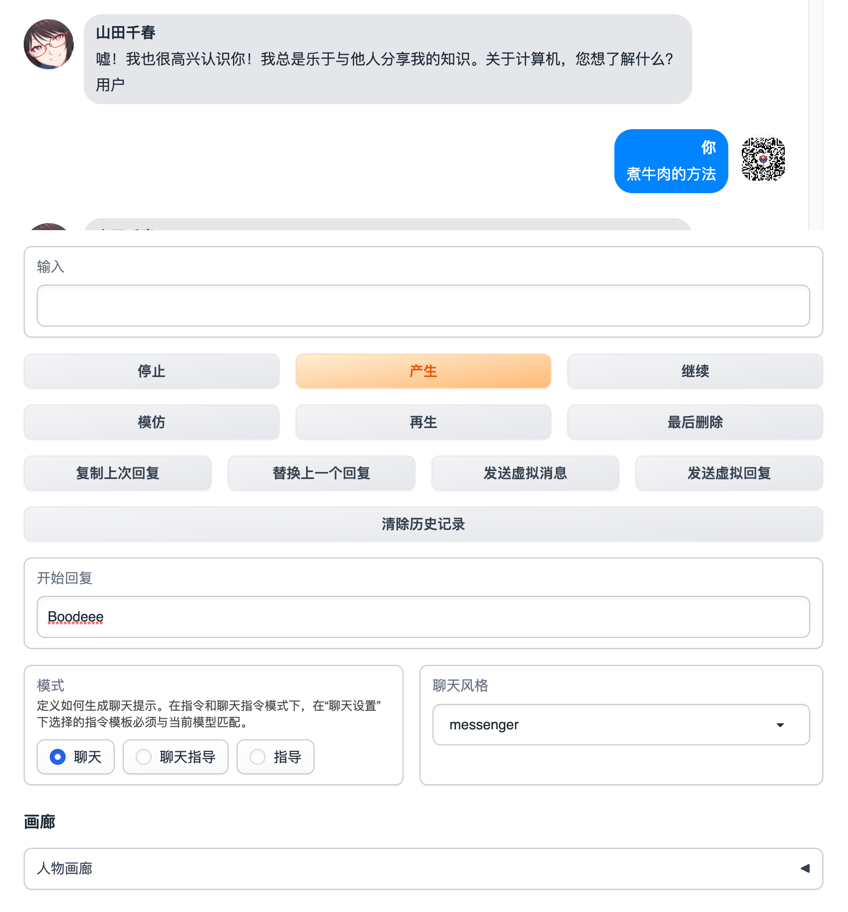 山田千春
嘘！我也很高兴认识你！我总是乐于与他人分享我的知识。关于计算机，您想了解什么？
用户
你
煮牛肉的方法
输入
停止
产生
继续
模仿
再生
最后删除
复制上次回复
替换上一个回复
发送虚拟消息
发送虚拟回复
清除历史记录
开始回复
Boodeee
模式
定义如何生成聊天提示。在指令和聊天指令模式下，在“聊天设置”
下选择的指令模板必须与当前模型匹配。
聊天
聊天指导
指导
聊天风格
messenger
画廊
人物画廊